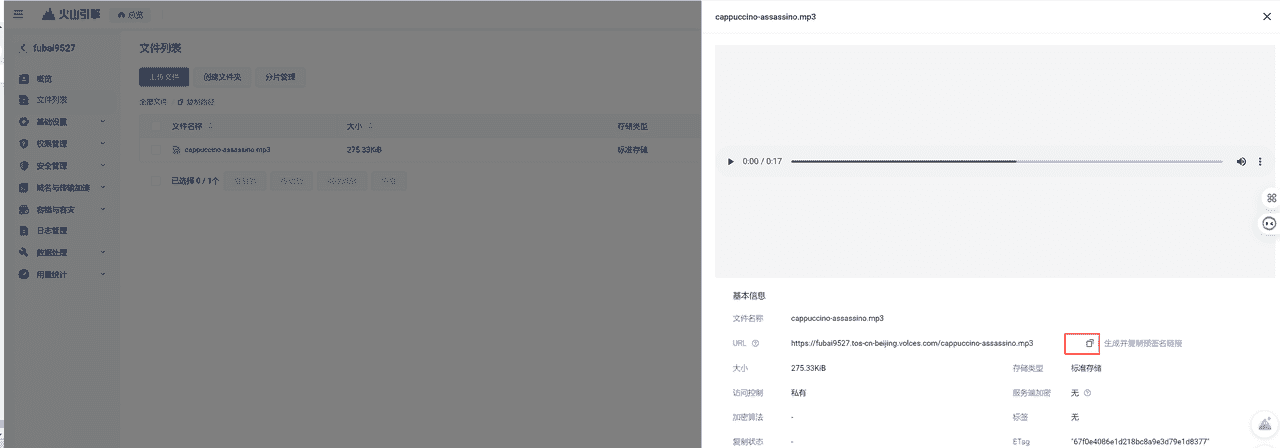 火山引擎
总览
fubai9527
概览
文件列表
基础设置
权限管理
安全管理
域名与传输加速
容错与容灾
日志管理
数据处理
用量统计
文件列表
上传文件
创建文件夹
分片管理
全部文件
复制路径
文件名称
大小
存储类型
cappuccino-assassino.mp3
275.33KiB
标准存储
已选择 0 / 1个
cappuccino-assassino.mp3
0:00 / 0:17
基本信息
文件名称 cappuccino-assassino.mp3
URL https://fubai9527.tos-cn-beijing.volces.com/cappuccino-assassino.mp3 生成并复制预签名链接
大小 275.33KiB 存储类型 标准存储
访问控制 私有 服务端加密 无
加密算法 - 标签 无
复制状态 - ETag "67f0e4086e1d218bc8a9e3d79e1d8377"